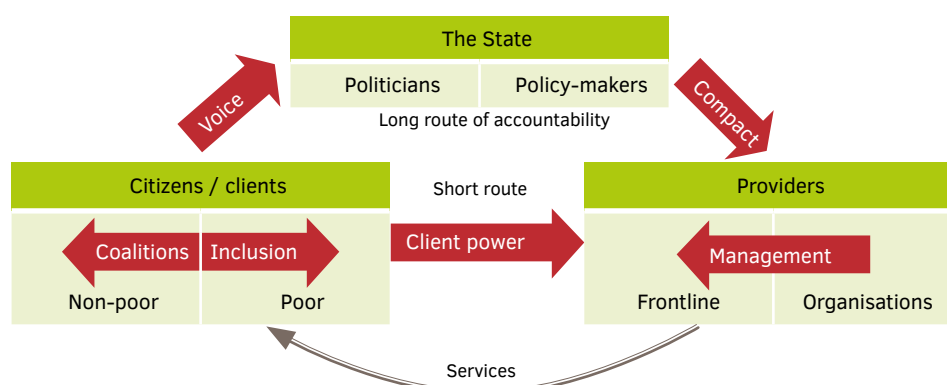 The State
Politicians
Policy-makers
Voice
Compact
Long route of accountability
Citizens / clients
Short route
Providers
Coalitions
Inclusion
Client power
Management
Non-poor
Poor
Frontline
Organisations
Services